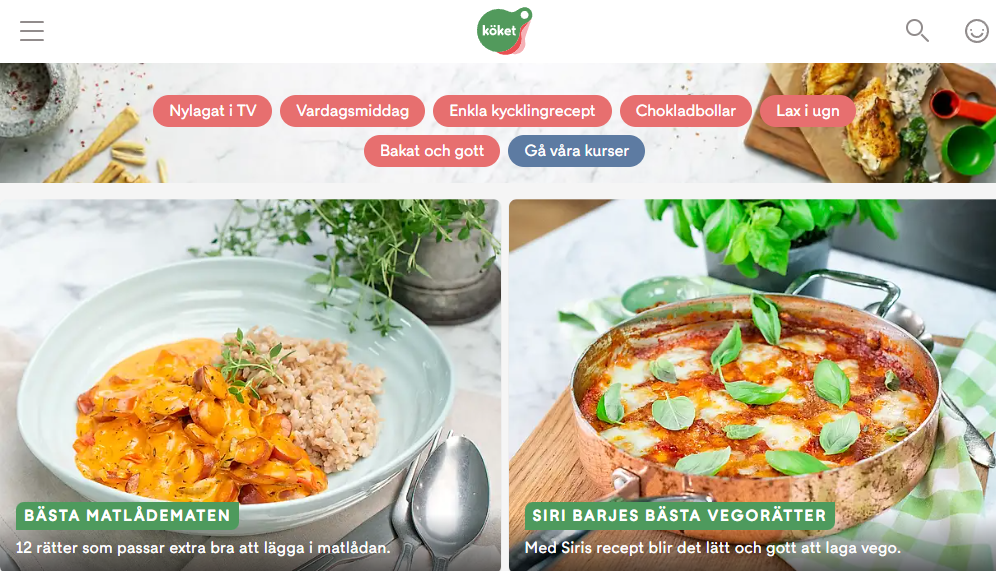 köket
Nylagat i TV
Vardagsmiddag
Enkla kycklingrecept
Chokladbollar
Lax i ugn
Bakat och gott
Gå våra kurser
BÄSTA MATLÅDEMATEN
12 rätter som passar extra bra att lägga i matlådan.
SIRI BARJES BÄSTA VEGORÄTTER
Med Siris recept blir det lätt och gott att laga vego.